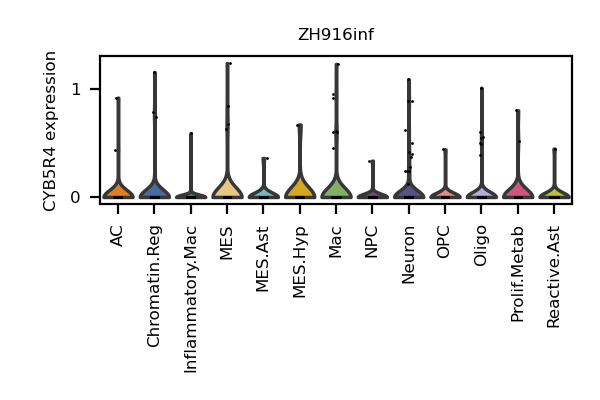 ZH916inf
CYB5R4 expression
1
0
AC
Chromatin.Reg
Inflammatory.Mac
MES
MES.Ast
MES.Hyp
Mac
NPC
Neuron
OPC
Oligo
Prolif.Metab
Reactive.Ast